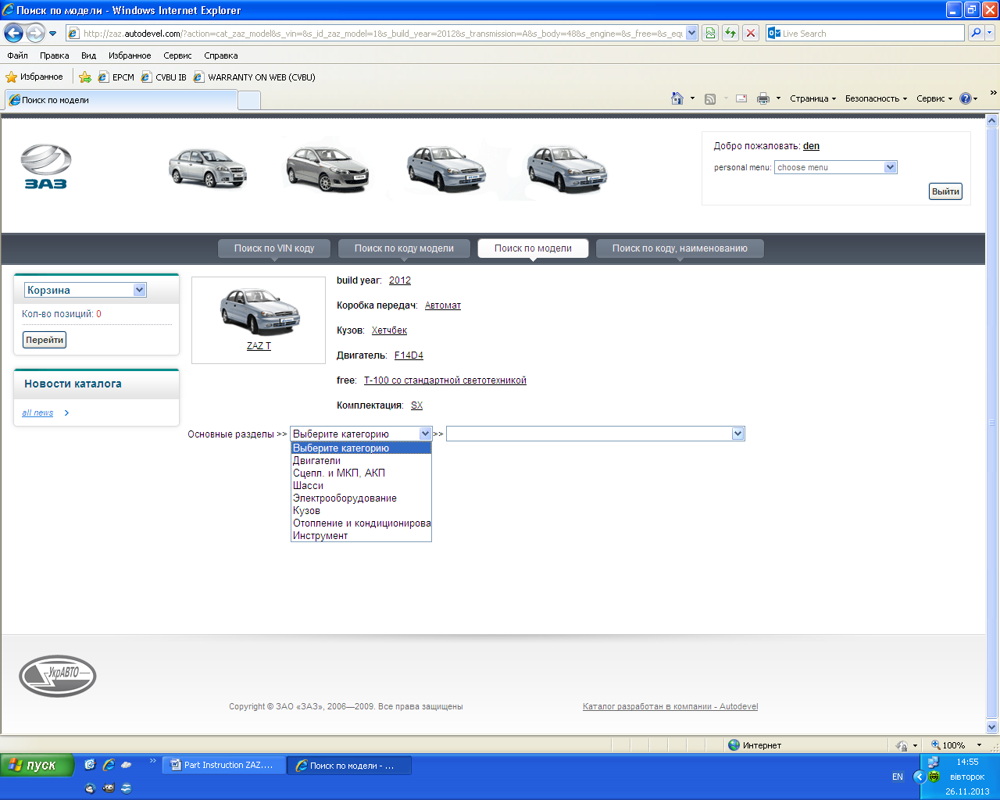 Поиск по модели - Windows Internet Explorer
http://zaz.autodevel.com/?action=cat_zaz_model&s_vin=&s_id_zaz_model=1&s_build_year=2012&s_transmission=A&s_body=48&s_engine=&s_free=&s_equ
Live Search
Файл Правка Вид Избранное Сервис Справка
Избранное EPCM CVBU IB WARRANTY ON WEB (CVBU)
Поиск по модели
Страница Безопасность Сервис
ЗАЗ
Добро пожаловать: den
personal menu: choose menu
Выйти
Поиск по VIN коду Поиск по коду модели Поиск по модели Поиск по коду, наименованию
Корзина
Кол-во позиций: 0
Перейти
Новости каталога
all news
ZAZ T
build year: 2012
Коробка передач: Автомат
Кузов: Хетчбек
Двигатель: F14D4
free: Т-100 со стандартной светотехникой
Комплектация: SX
Основные разделы >> Выберите категорию >>
Выберите категорию
Двигатели
Сцепл. и МКП, АКП
Шасси
Электрооборудование
Кузов
Отопление и кондиционирова
Инструмент
УкрАВТО
Copyright © ЗАО «ЗАЗ», 2006—2009. Все права защищены
Каталог разработан в компании - Autodevel
Интернет 100%
пуск
Part Instruction ZAZ....
Поиск по модели - ...
EN
14:55
вівторок
26.11.2013